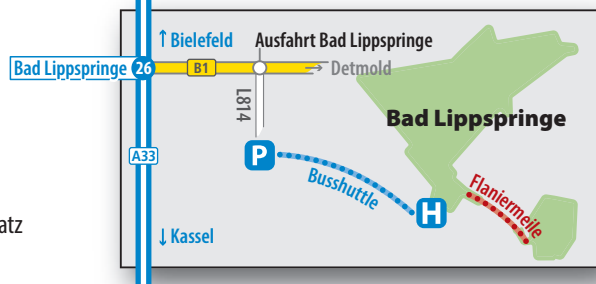 ↑ Bielefeld
Ausfahrt Bad Lippspringe
Bad Lippspringe 26
B1
→ Detmold
L814
Bad Lippspringe
A33
P
Busshuttle
Flaniermeile
H
atz
↓ Kassel